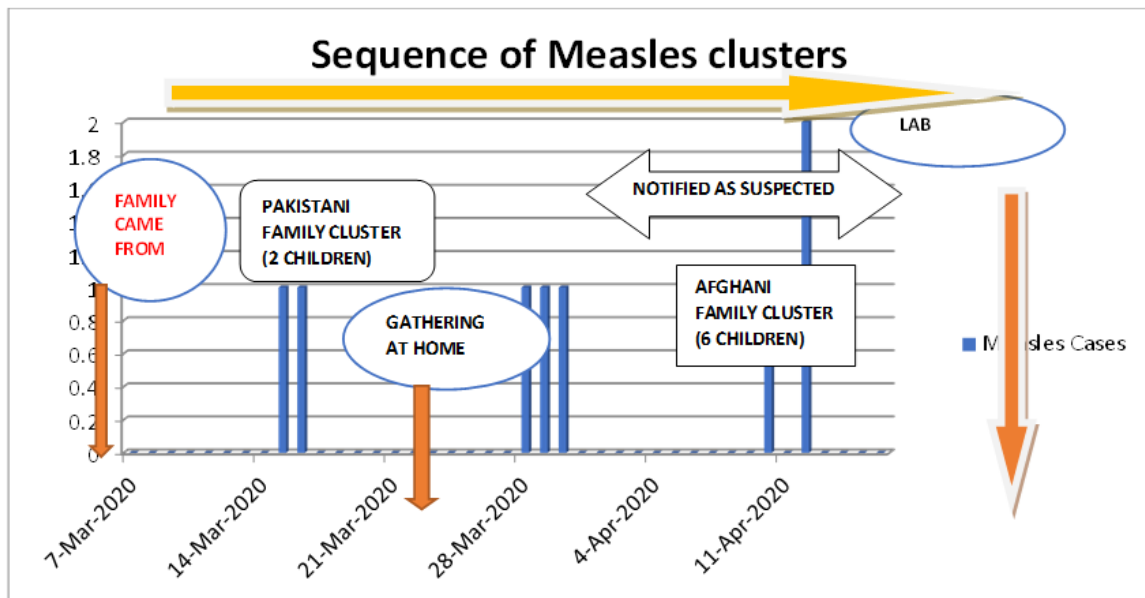 Sequence of Measles clusters
LAB
2
1.8
NOTIFIED AS SUSPECTED
FAMILY
CAME
FROM
PAKISTANI
FAMILY CLUSTER
(2 CHILDREN)
AFGHANI
FAMILY CLUSTER
(6 CHILDREN)
GATHERING
AT HOME
1
0.8
0.6
0.4
0.2
0
Measles Cases
7-Mar-2020
14-Mar-2020
21-Mar-2020
28-Mar-2020
4-Apr-2020
11-Apr-2020